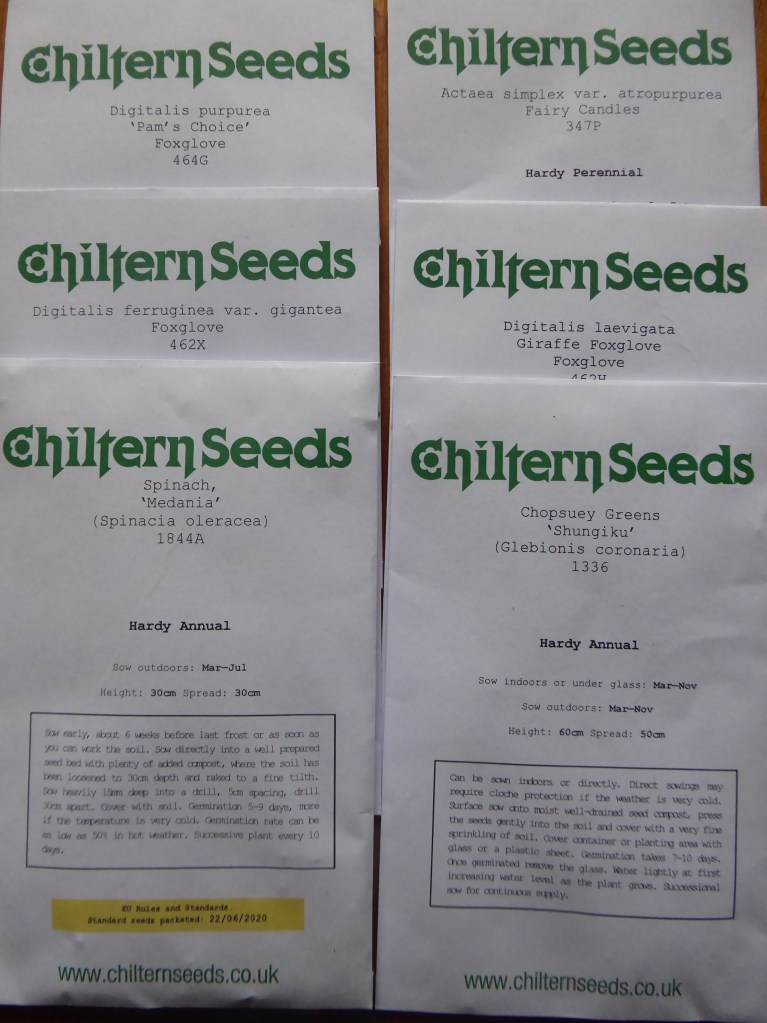 Chiltern Seeds
Digitalis purpurea
'Pam's Choice'
Foxglove
464G
Chiltern Seeds
Actaea simplex var. atropurpurea
Fairy Candles
347P
Hardy Perennial
Chiltern Seeds
Digitalis ferruginea var. gigantea
Foxglove
462X
Chiltern Seeds
Digitalis laevigata
Giraffe Foxglove
Foxglove
Chiltern Seeds
Spinach,
'Medania'
(Spinacia oleracea)
1844A
Hardy Annual
Sow outdoors: Mar-Jul
Height: 30cm Spread: 30cm
Sow early, about 6 weeks before last frost or as soon as
you can work the soil. Sow directly into a well prepared
seed bed with plenty of added compost, where the soil has
been loosened to 30cm depth and raked to a fine tilth.
Sow heavily 15mm deep into a drill, 5cm spacing, drill
30cm apart. Cover with soil. Germination 5-9 days, more
if the temperature is very cold. Germination rate can be
as low as 50% in hot weather. Successive plant every 10
days.
EU Rules and Standards
Standard seeds packeted: 22/06/2020
www.chilternseeds.co.uk
Chiltern Seeds
Chopsuey Greens
'Shungiku'
(Glebionis coronaria)
1336
Hardy Annual
Sow indoors or under glass: Mar-Nov
Sow outdoors: Mar-Nov
Height: 60cm Spread: 50cm
Can be sown indoors or directly. Direct sowings may
require cloche protection if the weather is very cold.
Surface sow onto moist well-drained seed compost, press
the seeds gently into the soil and cover with a very fine
sprinkling of soil. Cover container or planting area with
glass or a plastic sheet. Germination takes 7-10 days.
Once germinated remove the glass. Water lightly at first
increasing water level as the plant grows. Successional
sow for continuous supply.
www.chilternseeds.co.uk